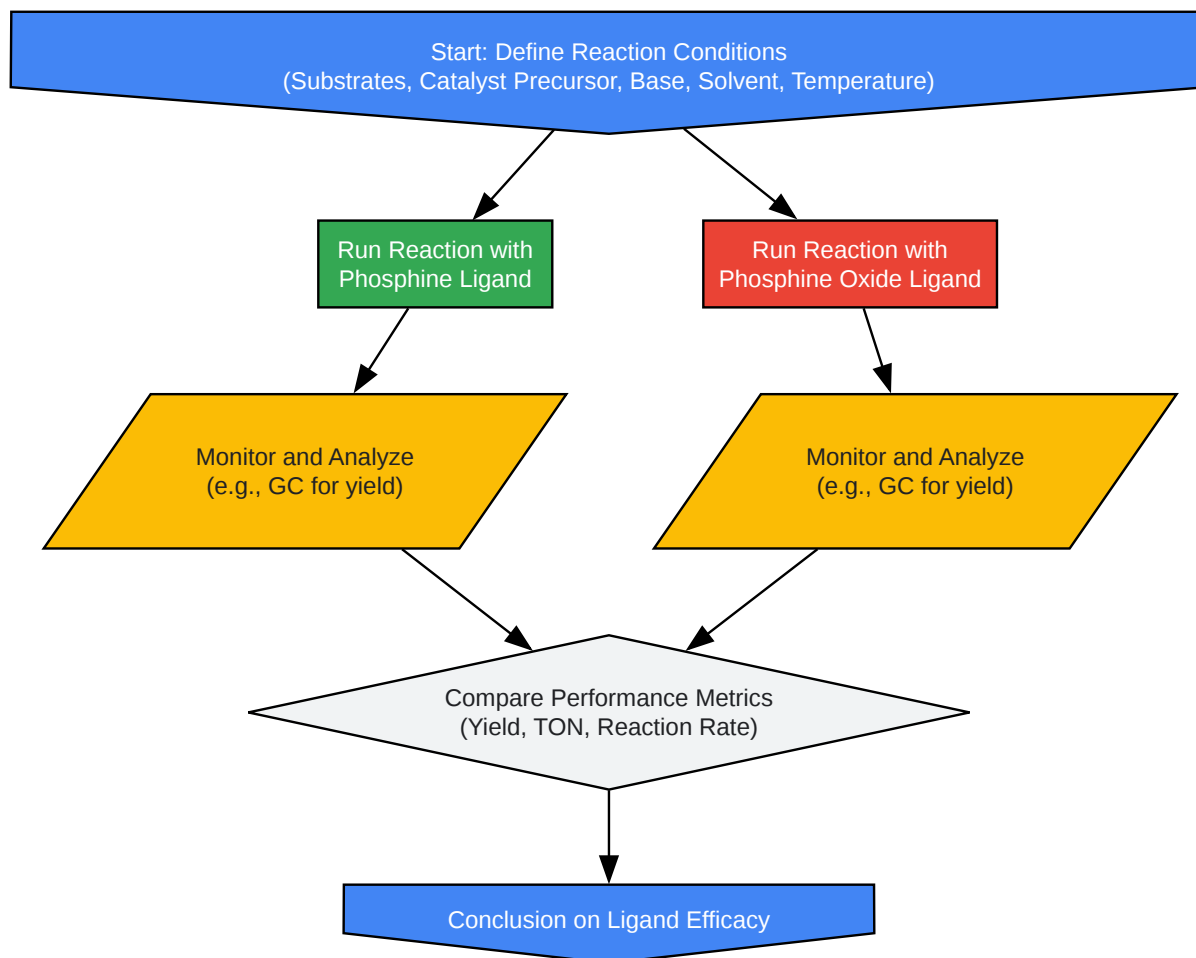 Start: Define Reaction Conditions
(Substrates, Catalyst Precursor, Base, Solvent, Temperature)
Run Reaction with
Phosphine Ligand
Run Reaction with
Phosphine Oxide Ligand
Monitor and Analyze
(e.g., GC for yield)
Monitor and Analyze
(e.g., GC for yield)
Compare Performance Metrics
(Yield, TON, Reaction Rate)
Conclusion on Ligand Efficacy